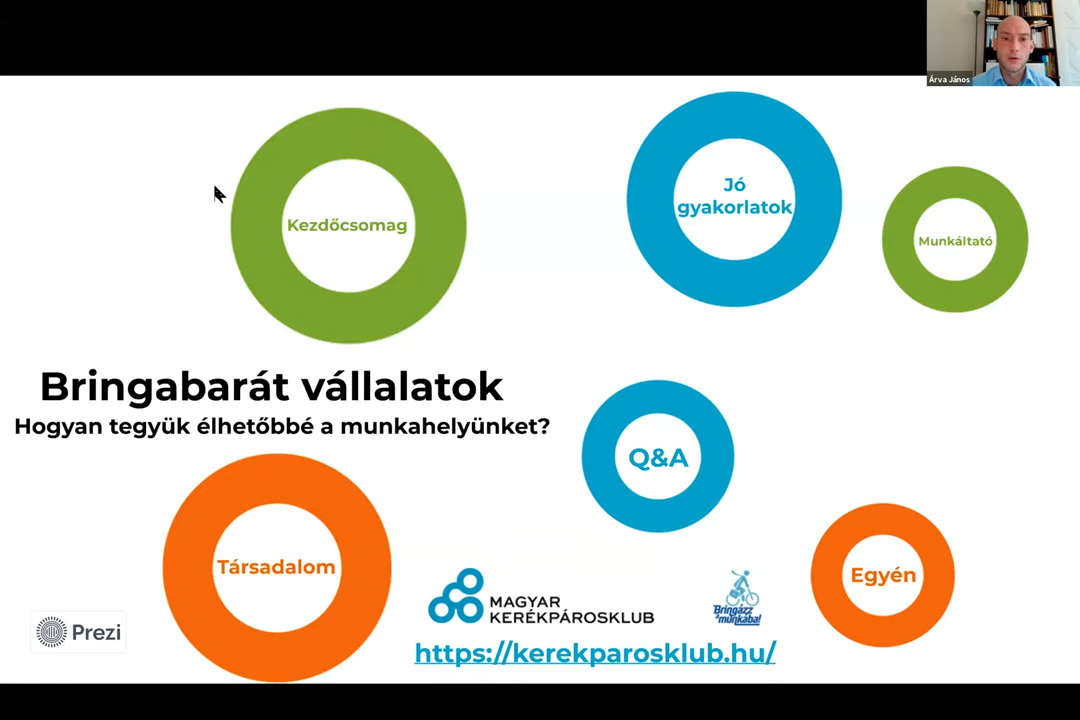 Árva János
Kezdőcsomag
Jó
gyakorlatok
Munkáltató
Bringabarát vállalatok
Hogyan tegyük élhetőbbé a munkahelyünket?
Q&A
Társadalom
Egyén
MAGYAR
KERÉKPÁROSKLUB
Bringázz
a munkába!
Prezi
https://kerekparosklub.hu/